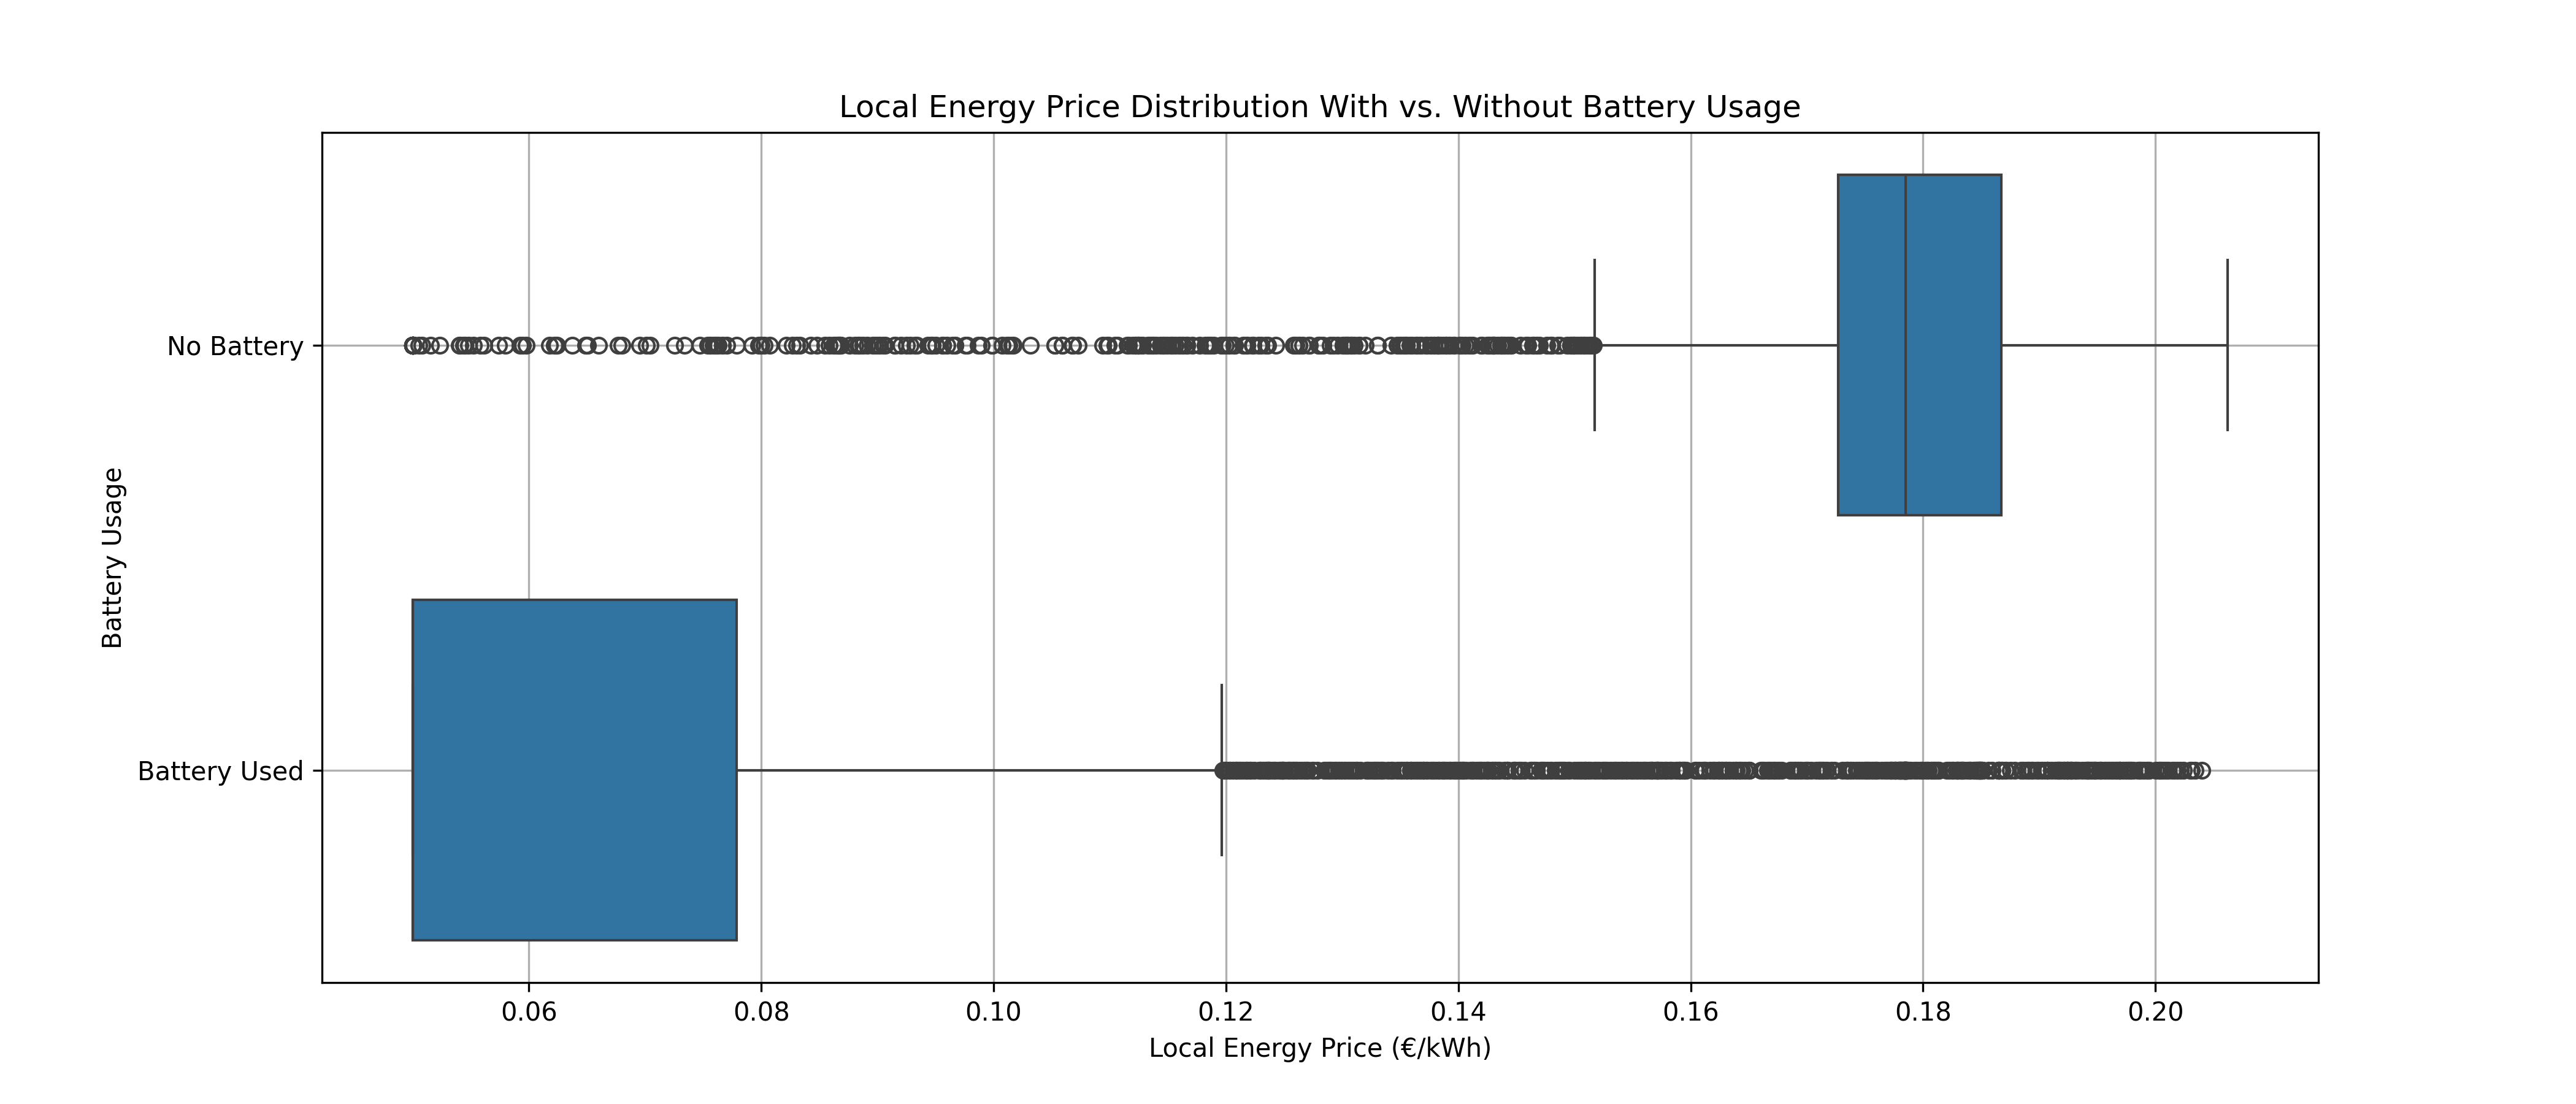 Local Energy Price Distribution With vs. Without Battery Usage
No Battery
Battery Usage
Battery Used
0.06 0.08 0.10 0.12 0.14 0.16 0.18 0.20
Local Energy Price (€/kWh)